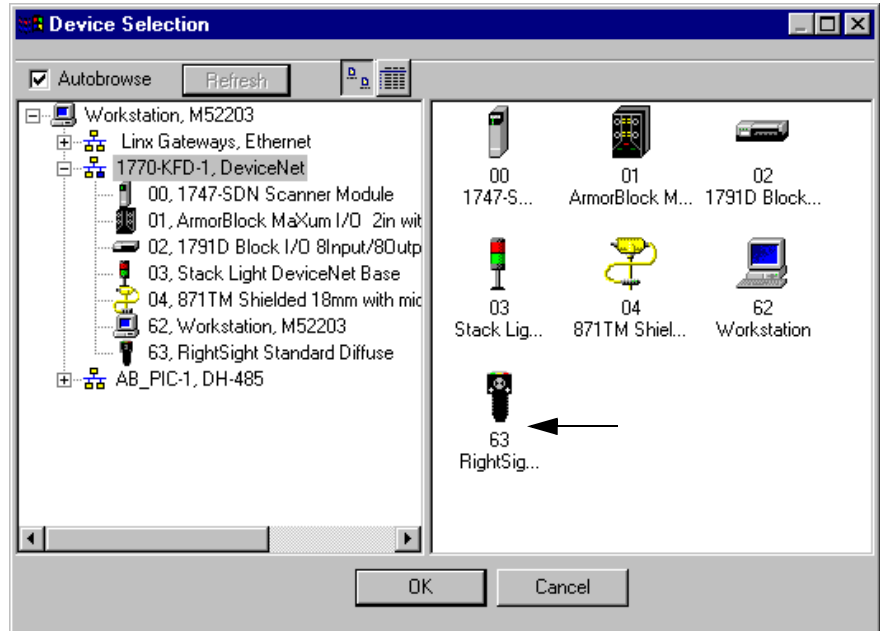 Device Selection
Autobrowse
Refresh
Workstation, M52203
Linx Gateways, Ethernet
1770-KFD-1, DeviceNet
00, 1747-SDN Scanner Module
01, ArmorBlock MaXum I/O 2in wit
02, 1791D Block I/O 8Input/8Outp
03, Stack Light DeviceNet Base
04, 871TM Shielded 18mm with mic
62, Workstation, M52203
63, RightSight Standard Diffuse
AB_PIC-1, DH-485
00
1747-S...
01
ArmorBlock M...
02
1791D Block...
03
Stack Lig...
04
871TM Shiel...
62
Workstation
63
RightSig...
OK
Cancel